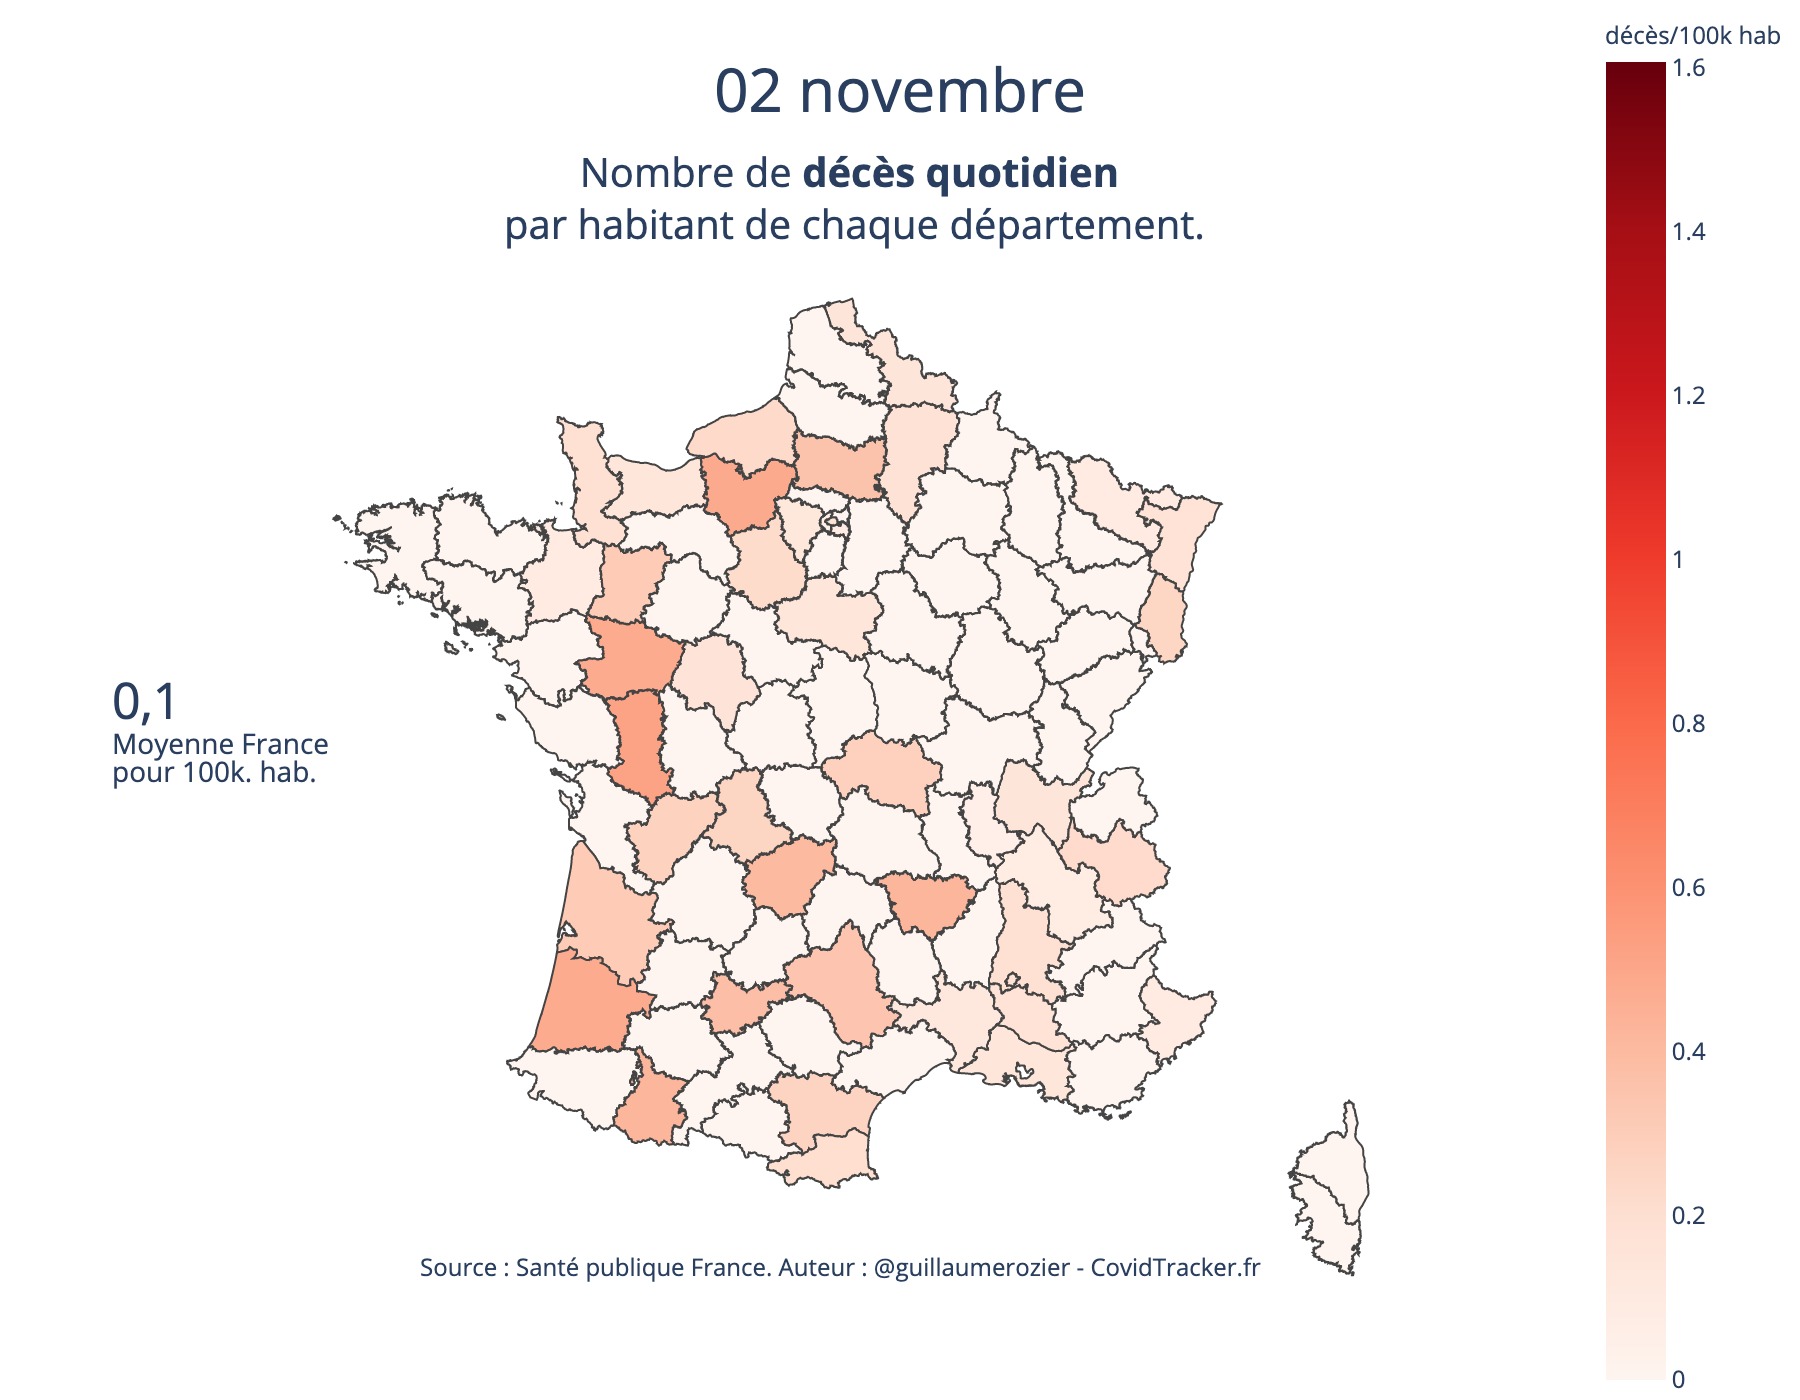 décès/100k hab
02 novembre
Nombre de décès quotidien
par habitant de chaque département.
1.6
1.4
1.2
1
0.8
0.6
0.4
0.2
0
0,1
Moyenne France
pour 100k. hab.
Source : Santé publique France. Auteur : @guillaumerozier - CovidTracker.fr